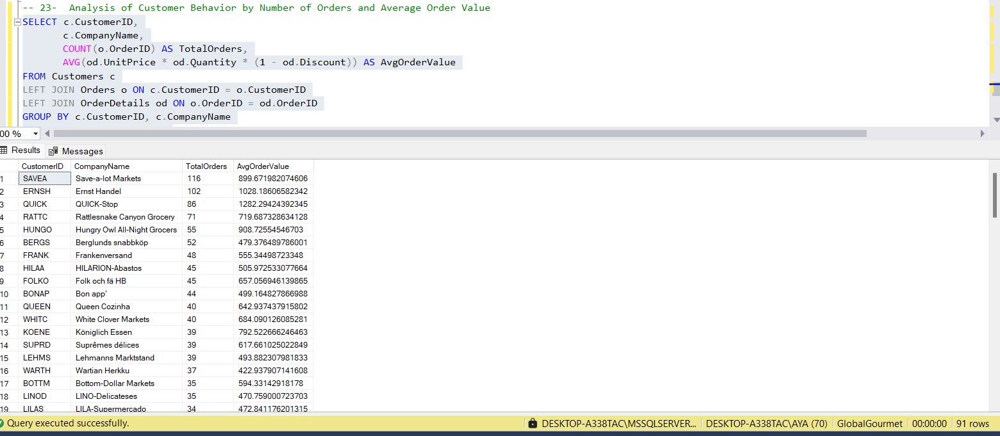 -- 23-  Analysis of Customer Behavior by Number of Orders and Average Order Value
SELECT c.CustomerID,
       c.CompanyName,
       COUNT(o.OrderID) AS TotalOrders,
       AVG(od.UnitPrice * od.Quantity * (1 - od.Discount)) AS AvgOrderValue
FROM Customers c
LEFT JOIN Orders o ON c.CustomerID = o.CustomerID
LEFT JOIN OrderDetails od ON o.OrderID = od.OrderID
GROUP BY c.CustomerID, c.CompanyName
00 %
Results Messages
CustomerID CompanyName TotalOrders AvgOrderValue
1 SAVEA Save-a-lot Markets 116 899.671982074606
2 ERNSH Ernst Handel 102 1028.18606582342
3 QUICK QUICK-Stop 86 1282.29424392345
4 RATTC Rattlesnake Canyon Grocery 71 719.687328634128
5 HUNGO Hungry Owl All-Night Grocers 55 908.72554546703
6 BERGS Berglunds snabbköp 52 479.376489786001
7 FRANK Frankenversand 48 555.34498723348
8 HILAA HILARION-Abastos 45 505.972533077664
9 FOLKO Folk och fä HB 45 657.056946139865
10 BONAP Bon app' 44 499.164827866988
11 QUEEN Queen Cozinha 40 642.937437915802
12 WHITC White Clover Markets 40 684.090126085281
13 KOENE Königlich Essen 39 792.522666246463
14 SUPRD Suprêmes délices 39 617.661025022849
15 LEHMS Lehmanns Marktstand 39 493.882307981833
16 WARTH Wartian Herkku 37 422.937907141608
17 BOTTM Bottom-Dollar Markets 35 594.33142918178
18 LINOD LINO-Delicateses 35 470.759000723703
19 LILAS LILA-Supermercado 34 472.841176201315
Query executed successfully. DESKTOP-A338TAC\MSSQLSERVER... DESKTOP-A338TAC\AYA (70) GlobalGourmet 00:00:00 91 rows